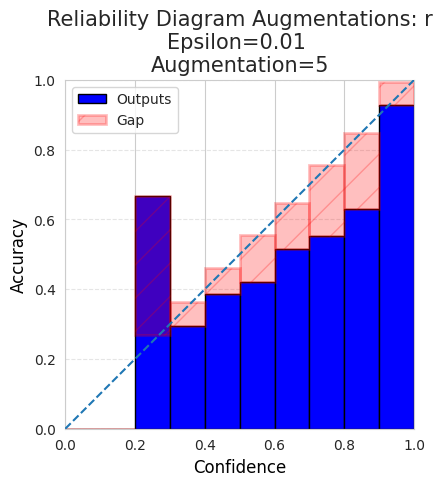 Reliability Diagram Augmentations: r
Epsilon=0.01
Augmentation=5
1.0
Outputs
Gap
0.8
0.6
Accuracy
0.4
0.2
0.0
0.0 0.2 0.4 0.6 0.8 1.0
Confidence